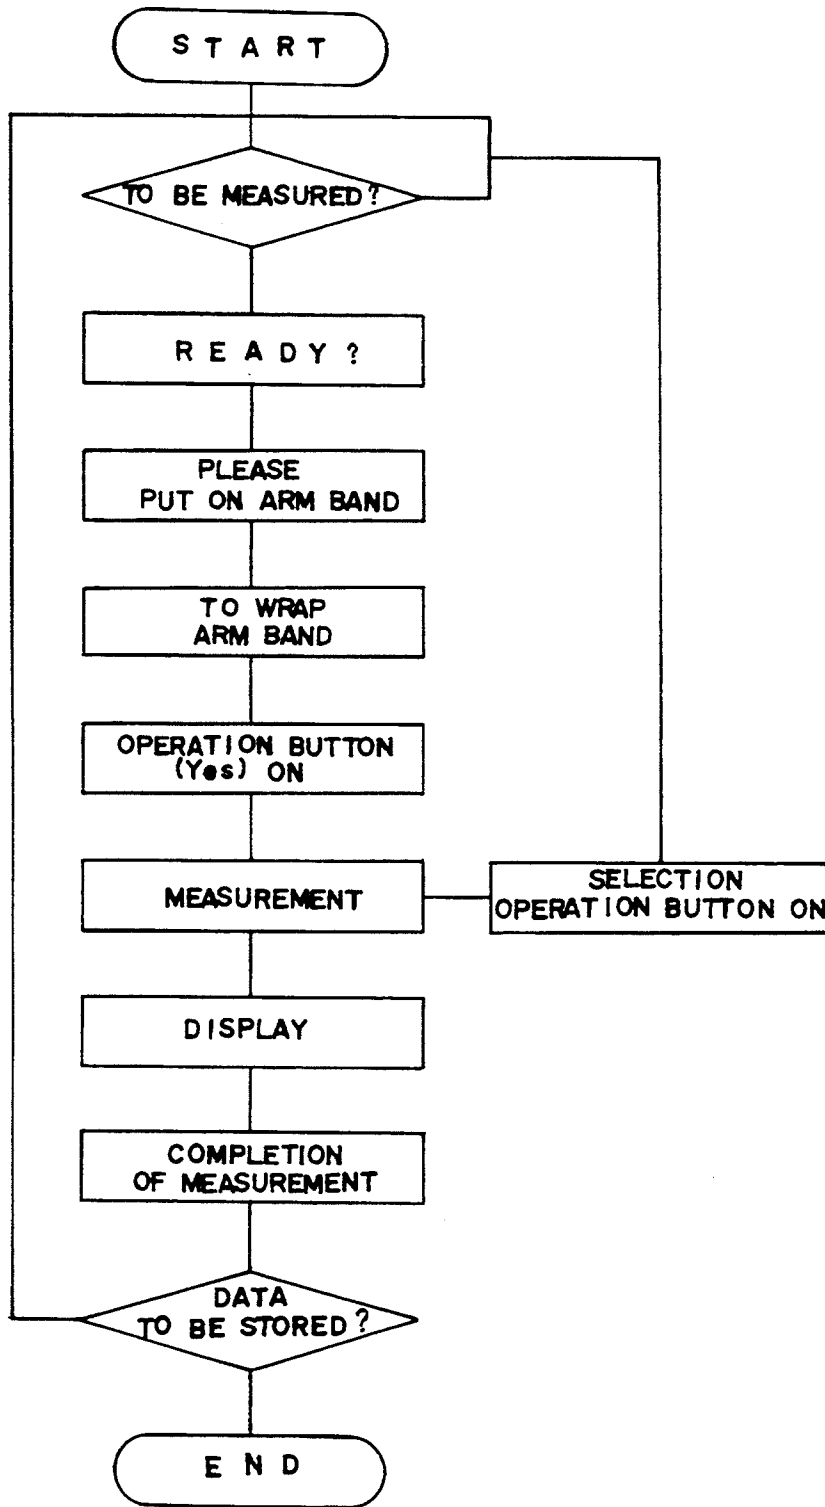 START
TO BE MEASURED?
READY?
PLEASE
PUT ON ARM BAND
TO WRAP
ARM BAND
OPERATION BUTTON
(Yes) ON
MEASUREMENT
SELECTION
OPERATION BUTTON ON
DISPLAY
COMPLETION
OF MEASUREMENT
DATA
TO BE STORED?
END